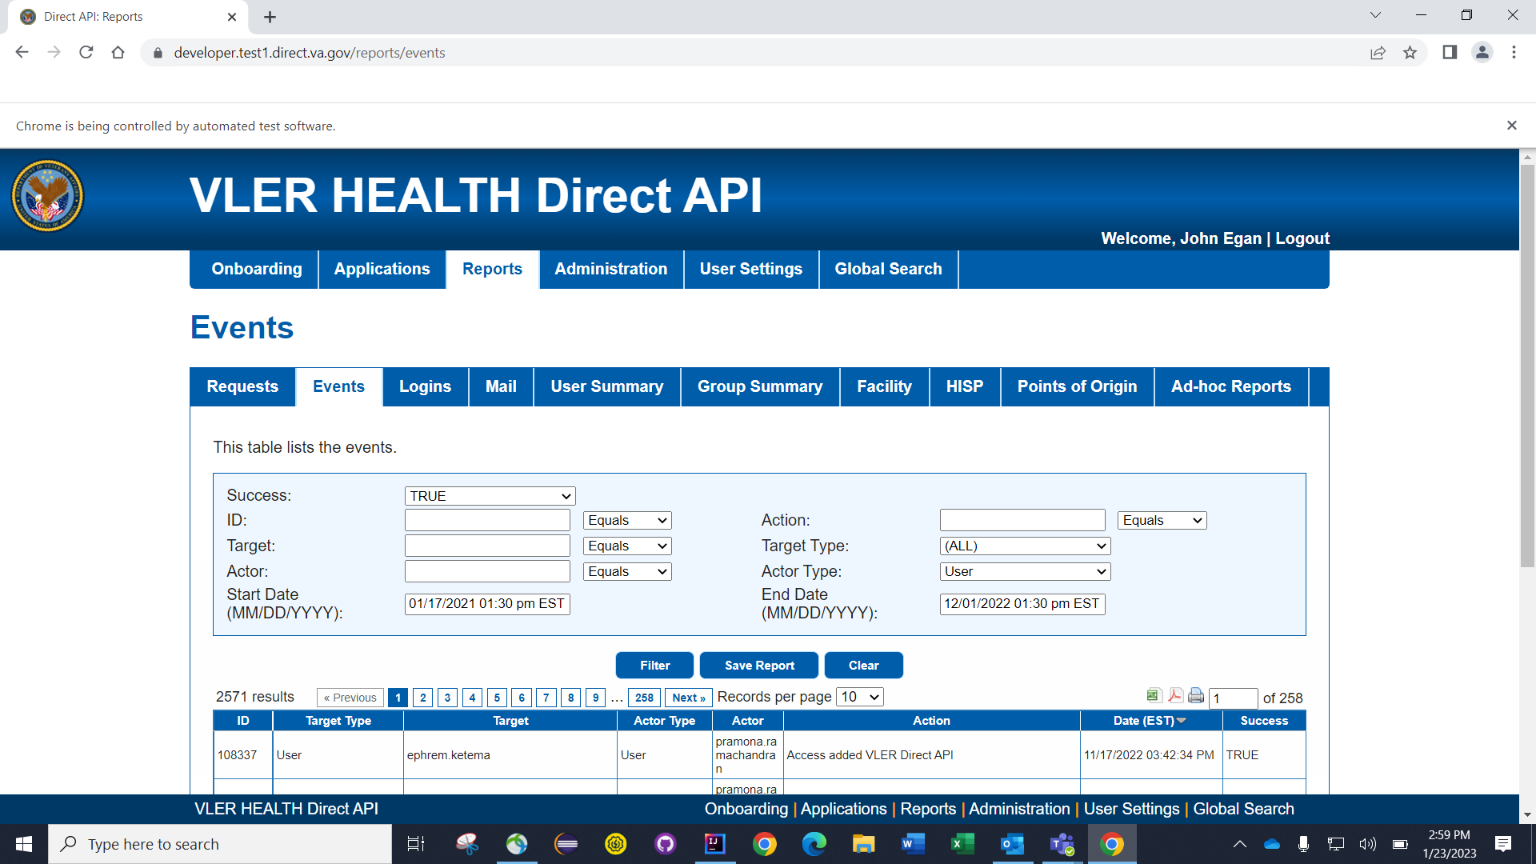 Direct API: Reports
developer.test1.direct.va.gov/reports/events
Chrome is being controlled by automated test software.
VLER HEALTH Direct API
Welcome, John Egan | Logout
Onboarding Applications Reports Administration User Settings Global Search
Events
Requests Events Logins Mail User Summary Group Summary Facility HISP Points of Origin Ad-hoc Reports
This table lists the events.
Success: TRUE
ID: Equals Action: Equals
Target: Equals Target Type: (ALL)
Actor: Equals Actor Type: User
Start Date (MM/DD/YYYY): 01/17/2021 01:30 pm EST End Date (MM/DD/YYYY): 12/01/2022 01:30 pm EST
Filter Save Report Clear
2571 results « Previous 1 2 3 4 5 6 7 8 9 ... 258 Next » Records per page 10 1 of 258
ID Target Type Target Actor Type Actor Action Date (EST) Success
108337 User ephrem.ketema User pramona.ramachandran Access added VLER Direct API 11/17/2022 03:42:34 PM TRUE
pramona.ra
VLER HEALTH Direct API Onboarding | Applications | Reports | Administration | User Settings | Global Search
Type here to search
2:59 PM
1/23/2023